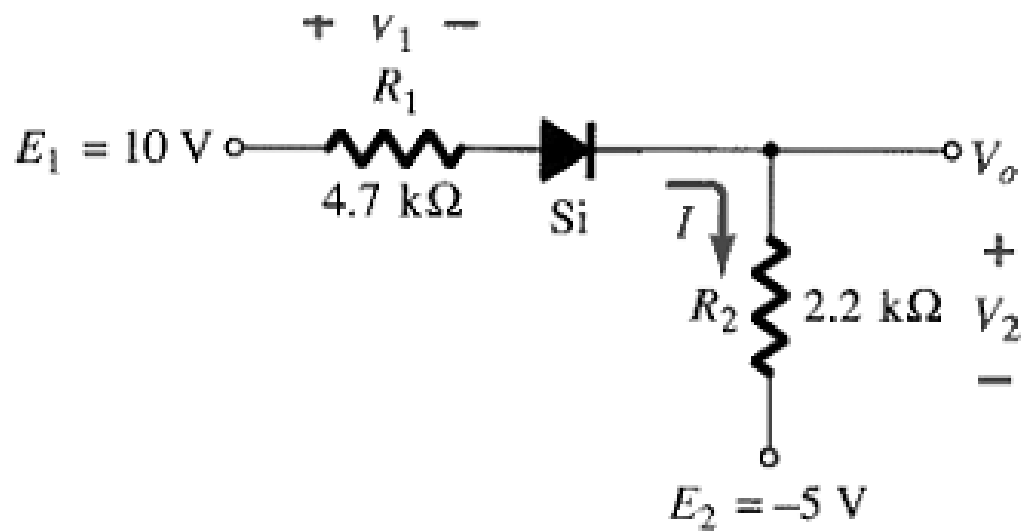 + V₁ −
R₁
E₁ = 10 V
4.7 kΩ
Si
Vₒ
I
+
R₂
2.2 kΩ
V₂
−
E₂ = −5 V